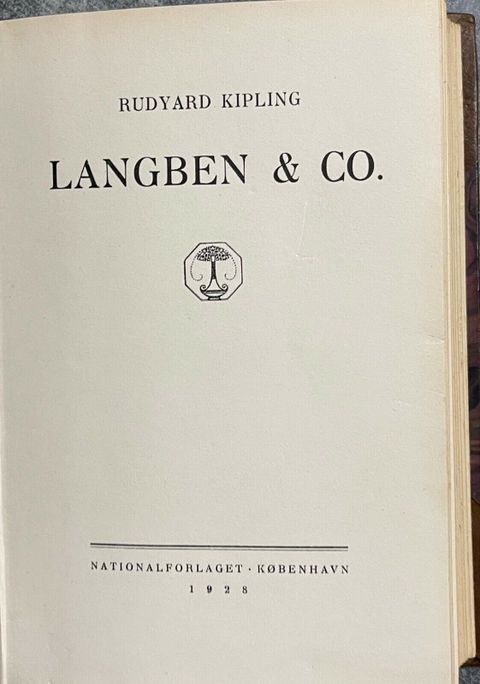 RUDYARD KIPLING
LANGBEN & CO.
NATIONALFORLAGET · KØBENHAVN
1928